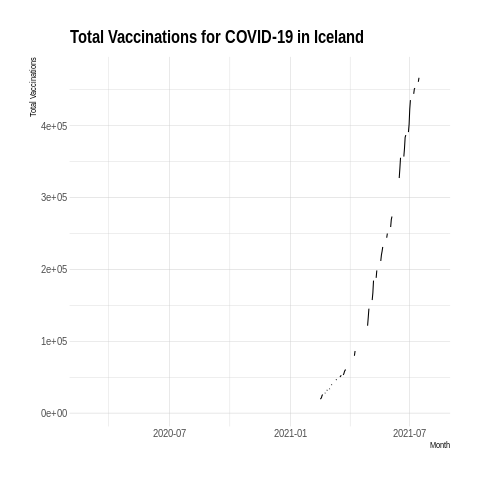 Total Vaccinations for COVID-19 in Iceland
Total Vaccinations
4e+05
3e+05
2e+05
1e+05
0e+00
2020-07
2021-01
2021-07
Month